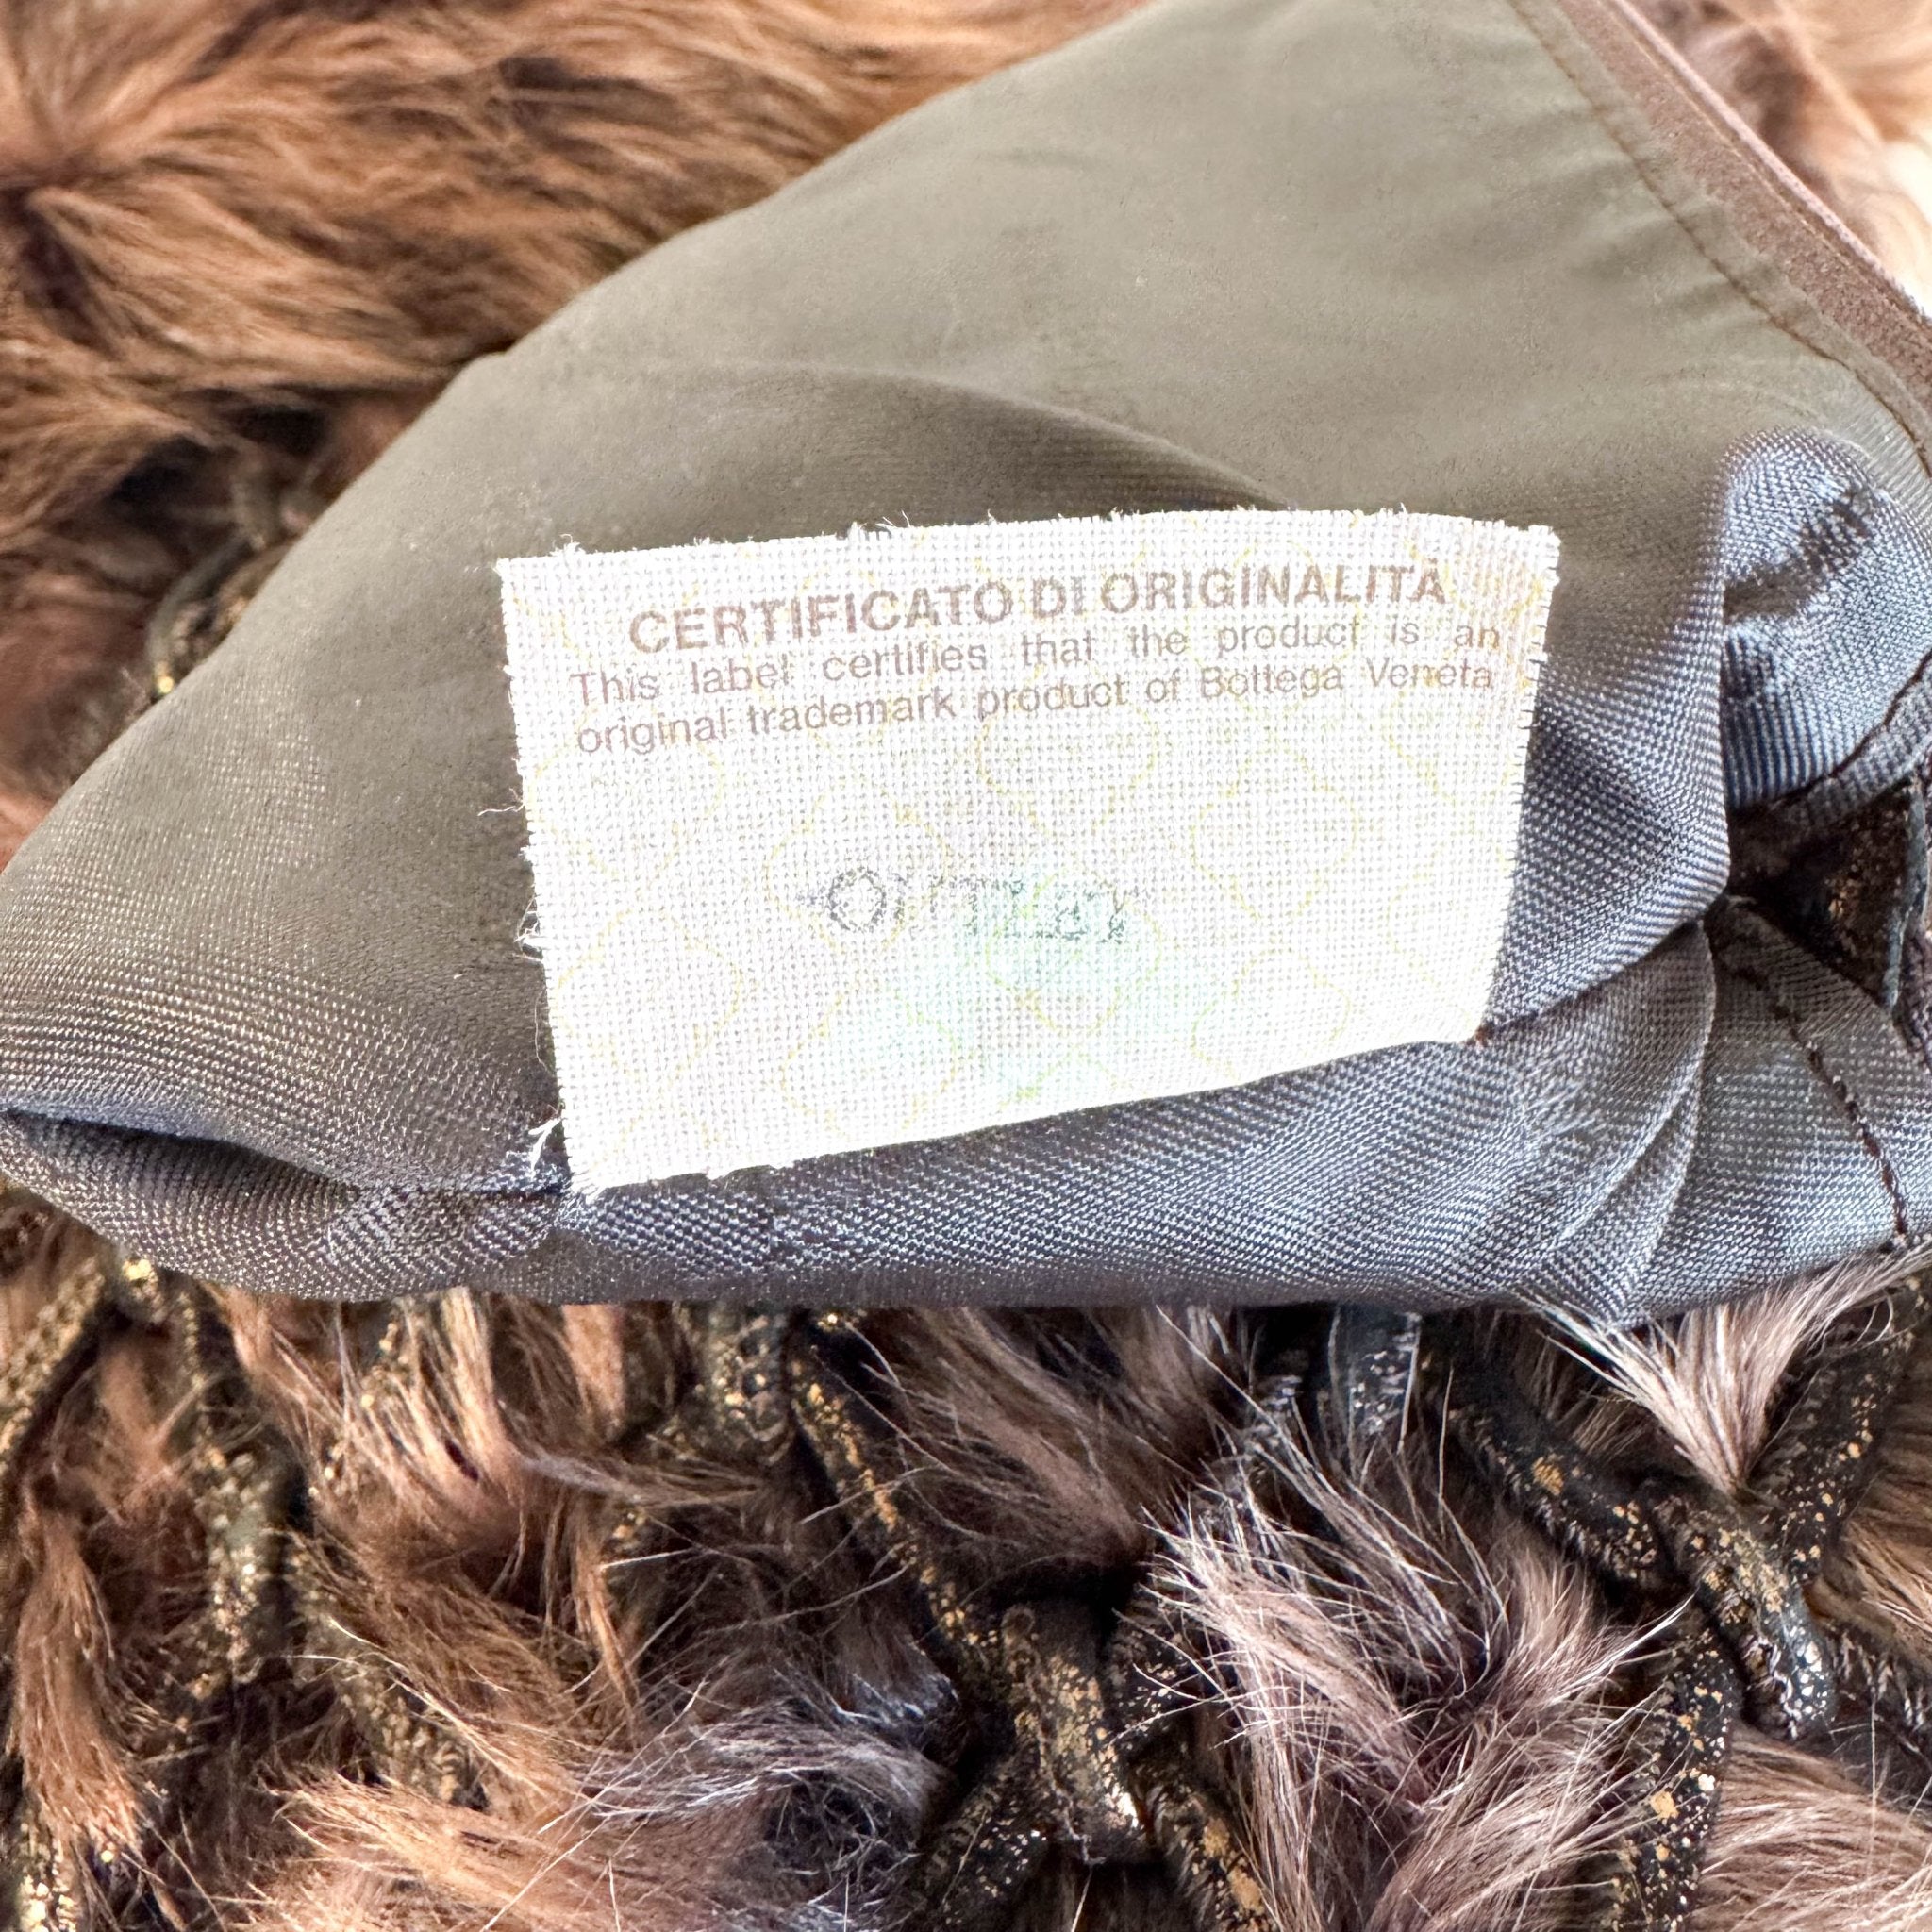 CERTIFICATO DI ORIGINALITÀ
This label certifies that the product is an
original trademark product of Bottega Veneta